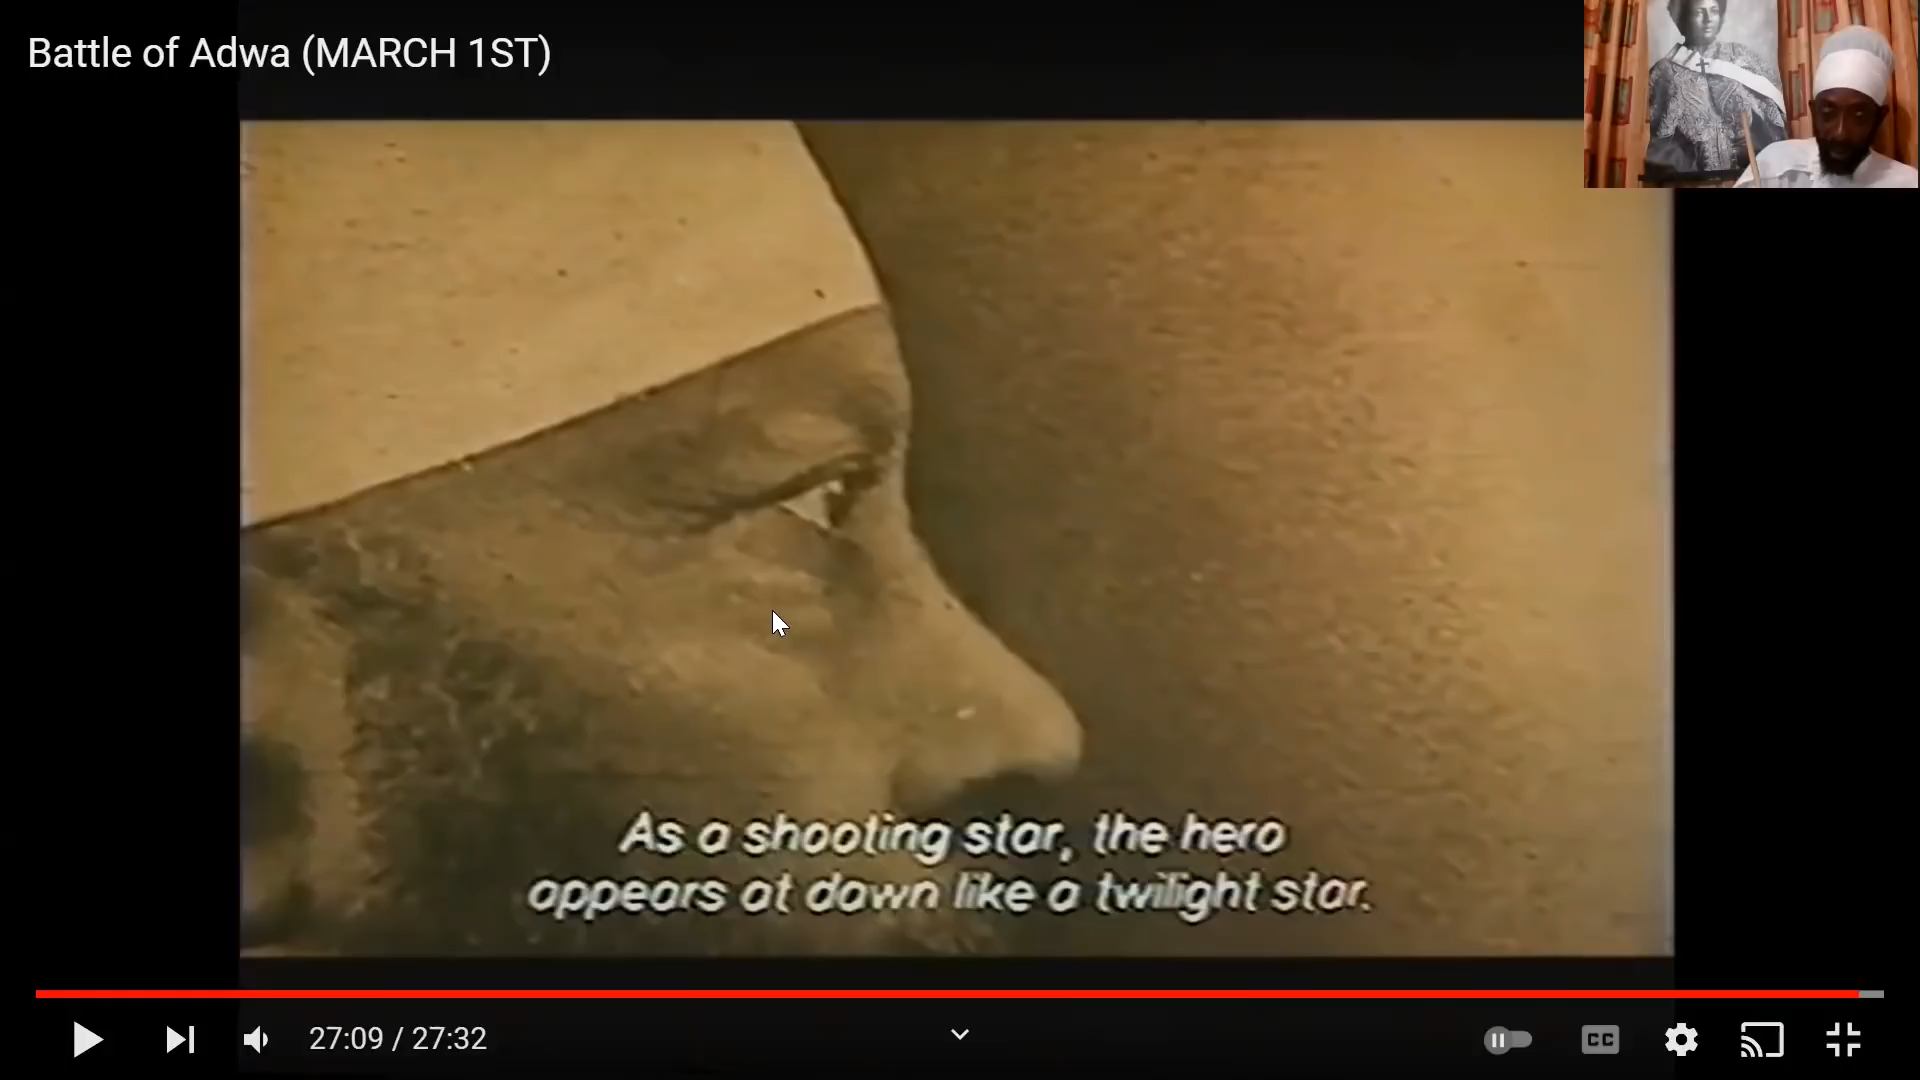 Battle of Adwa (MARCH 1ST)
As a shooting star, the hero
appears at dawn like a twilight star.
27:09 / 27:32
CC